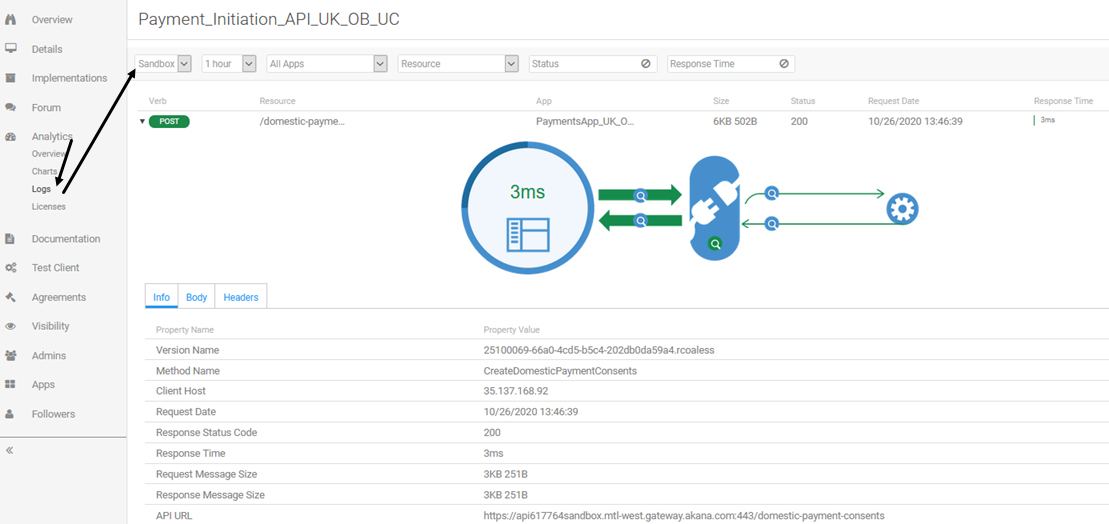 Payment_Initiation_API_UK_OB_UC
Overview
Details
Implementations
Forum
Analytics
Overview
Charts
Logs
Licenses
Documentation
Test Client
Agreements
Visibility
Admins
Apps
Followers
«
Sandbox 1 hour All Apps Resource Status Response Time
Verb Resource App Size Status Request Date Response Time
POST /domestic-payme... PaymentsApp_UK_O... 6KB 502B 200 10/26/2020 13:46:39 3ms
3ms
Info Body Headers
Property Name Property Value
Version Name 25100069-66a0-4cd5-b5c4-202db0da59a4.rcoaless
Method Name CreateDomesticPaymentConsents
Client Host 35.137.168.92
Request Date 10/26/2020 13:46:39
Response Status Code 200
Response Time 3ms
Request Message Size 3KB 251B
Response Message Size 3KB 251B
API URL https://api617764sandbox.mtl-west.gateway.akana.com:443/domestic-payment-consents